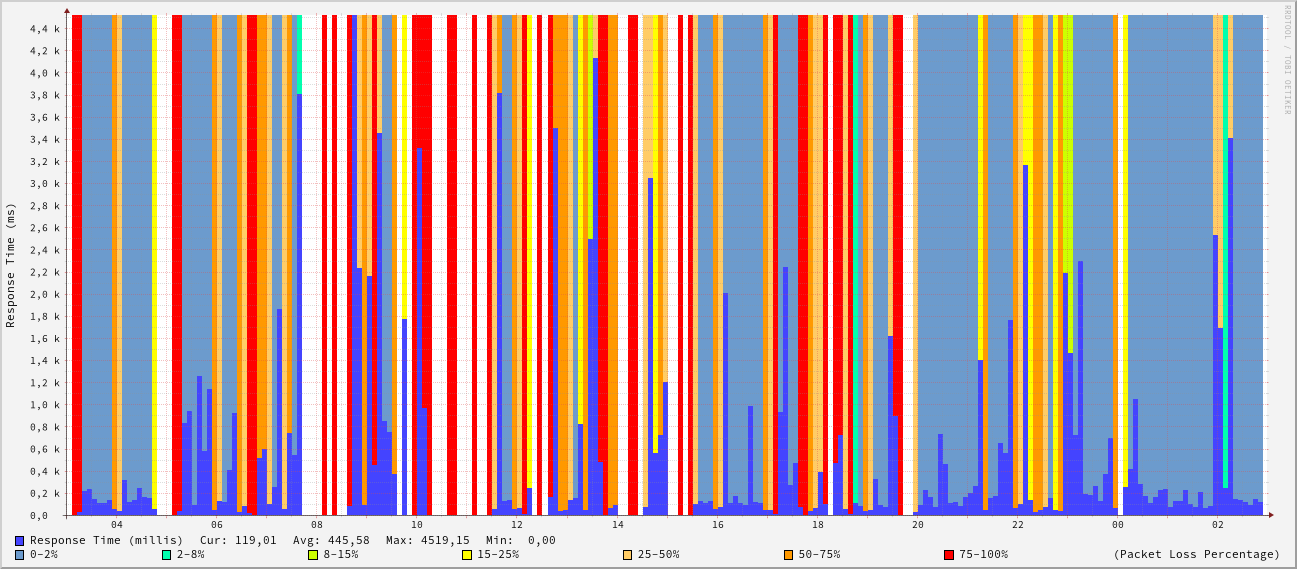 RRDTOOL / TOBI OETIKER
Response Time (ms)
4,4 k
4,2 k
4,0 k
3,8 k
3,6 k
3,4 k
3,2 k
3,0 k
2,8 k
2,6 k
2,4 k
2,2 k
2,0 k
1,8 k
1,6 k
1,4 k
1,2 k
1,0 k
0,8 k
0,6 k
0,4 k
0,2 k
0,0
04 06 08 10 12 14 16 18 20 22 00 02
Response Time (millis) Cur: 119,01 Avg: 445,58 Max: 4519,15 Min: 0,00
0-2% 2-8% 8-15% 15-25% 25-50% 50-75% 75-100% (Packet Loss Percentage)